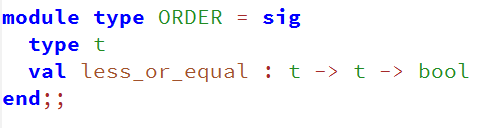 module type ORDER = sig
  type t
  val less_or_equal : t -> t -> bool
end;;